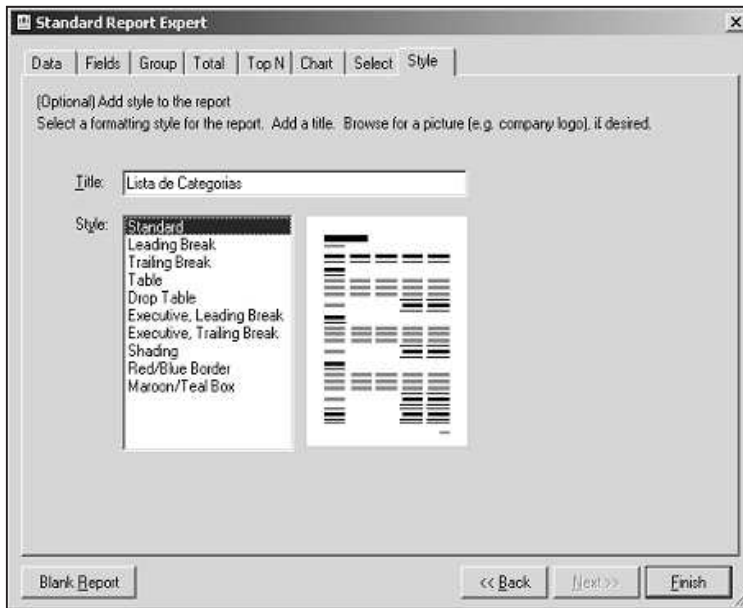 Standard Report Expert
Data Fields Group Total Top N Chart Select Style
(Optional) Add style to the report
Select a formatting style for the report. Add a title. Browse for a picture (e.g. company logo), if desired.
Title: Lista de Categorias
Style: Standard
Leading Break
Trailing Break
Table
Drop Table
Executive, Leading Break
Executive, Trailing Break
Shading
Red/Blue Border
Maroon/Teal Box
Blank Report << Back Next >> Finish